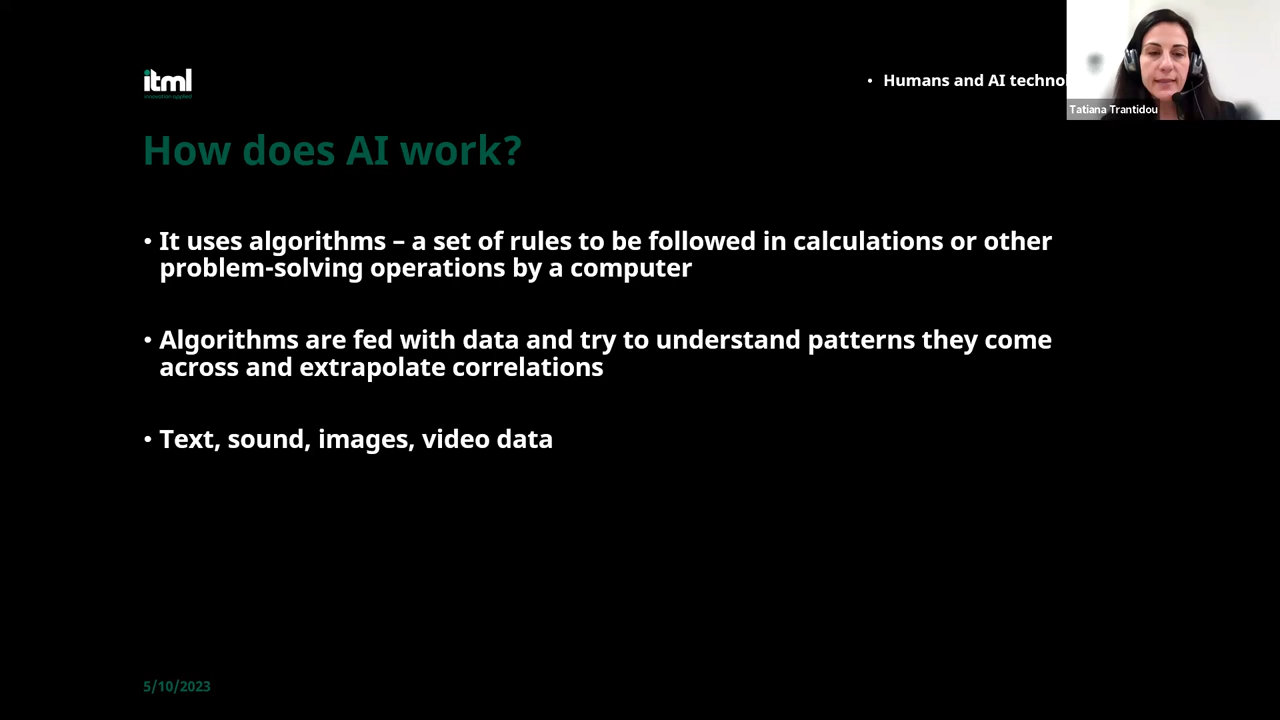 itml
innovation applied
• Humans and AI
Tatiana Trantidou
How does AI work?
• It uses algorithms – a set of rules to be followed in calculations or other
problem-solving operations by a computer
• Algorithms are fed with data and try to understand patterns they come
across and extrapolate correlations
• Text, sound, images, video data
5/10/2023